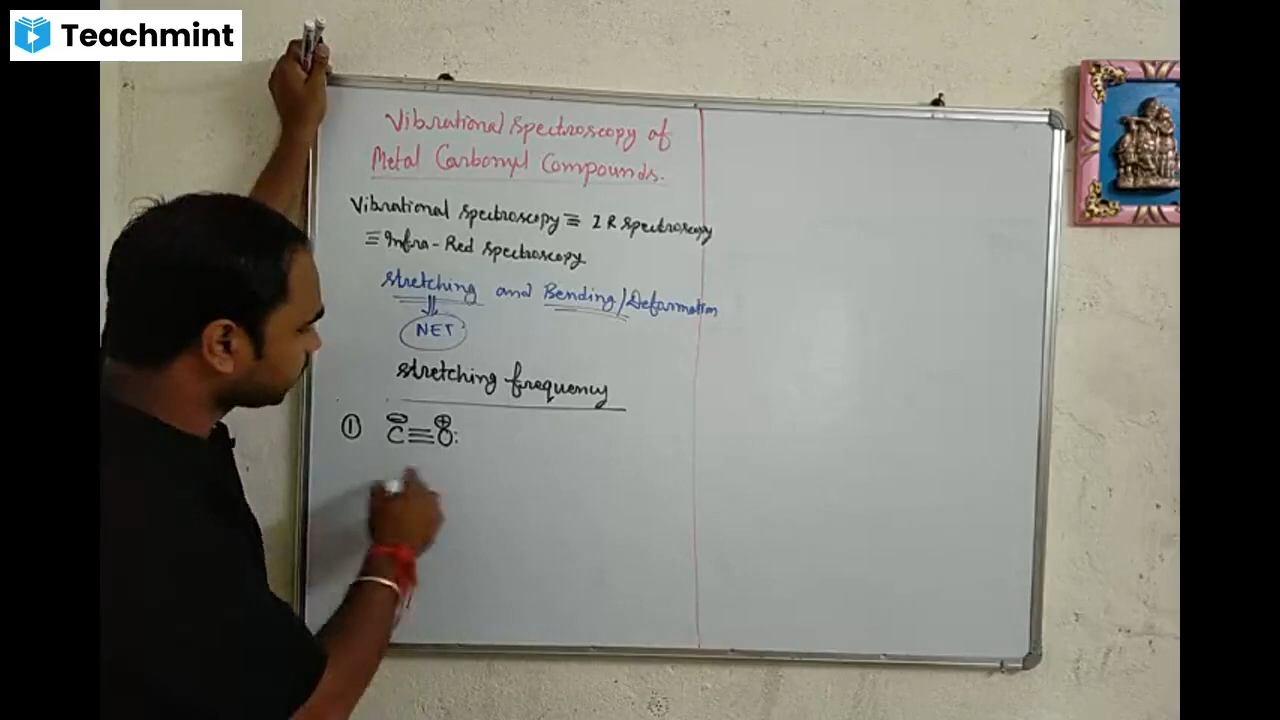 Teachmint
Vibrational Spectroscopy of
Metal Carbonyl Compounds.
Vibrational Spectroscopy ≡ IR Spectroscopy
≡ Infra-Red Spectroscopy
Stretching and Bending/Deformation
⇓
NET
Stretching frequency
① C⊖≡O⊕: